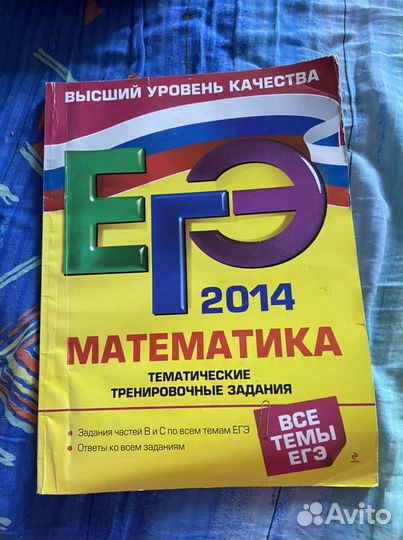 ВЫСШИЙ УРОВЕНЬ КАЧЕСТВА
ЕГЭ
2014
МАТЕМАТИКА
ТЕМАТИЧЕСКИЕ
ТРЕНИРОВОЧНЫЕ ЗАДАНИЯ
• Задания частей В и С по всем темам ЕГЭ
• Ответы ко всем заданиям
ВСЕ
ТЕМЫ
ЕГЭ
Avito